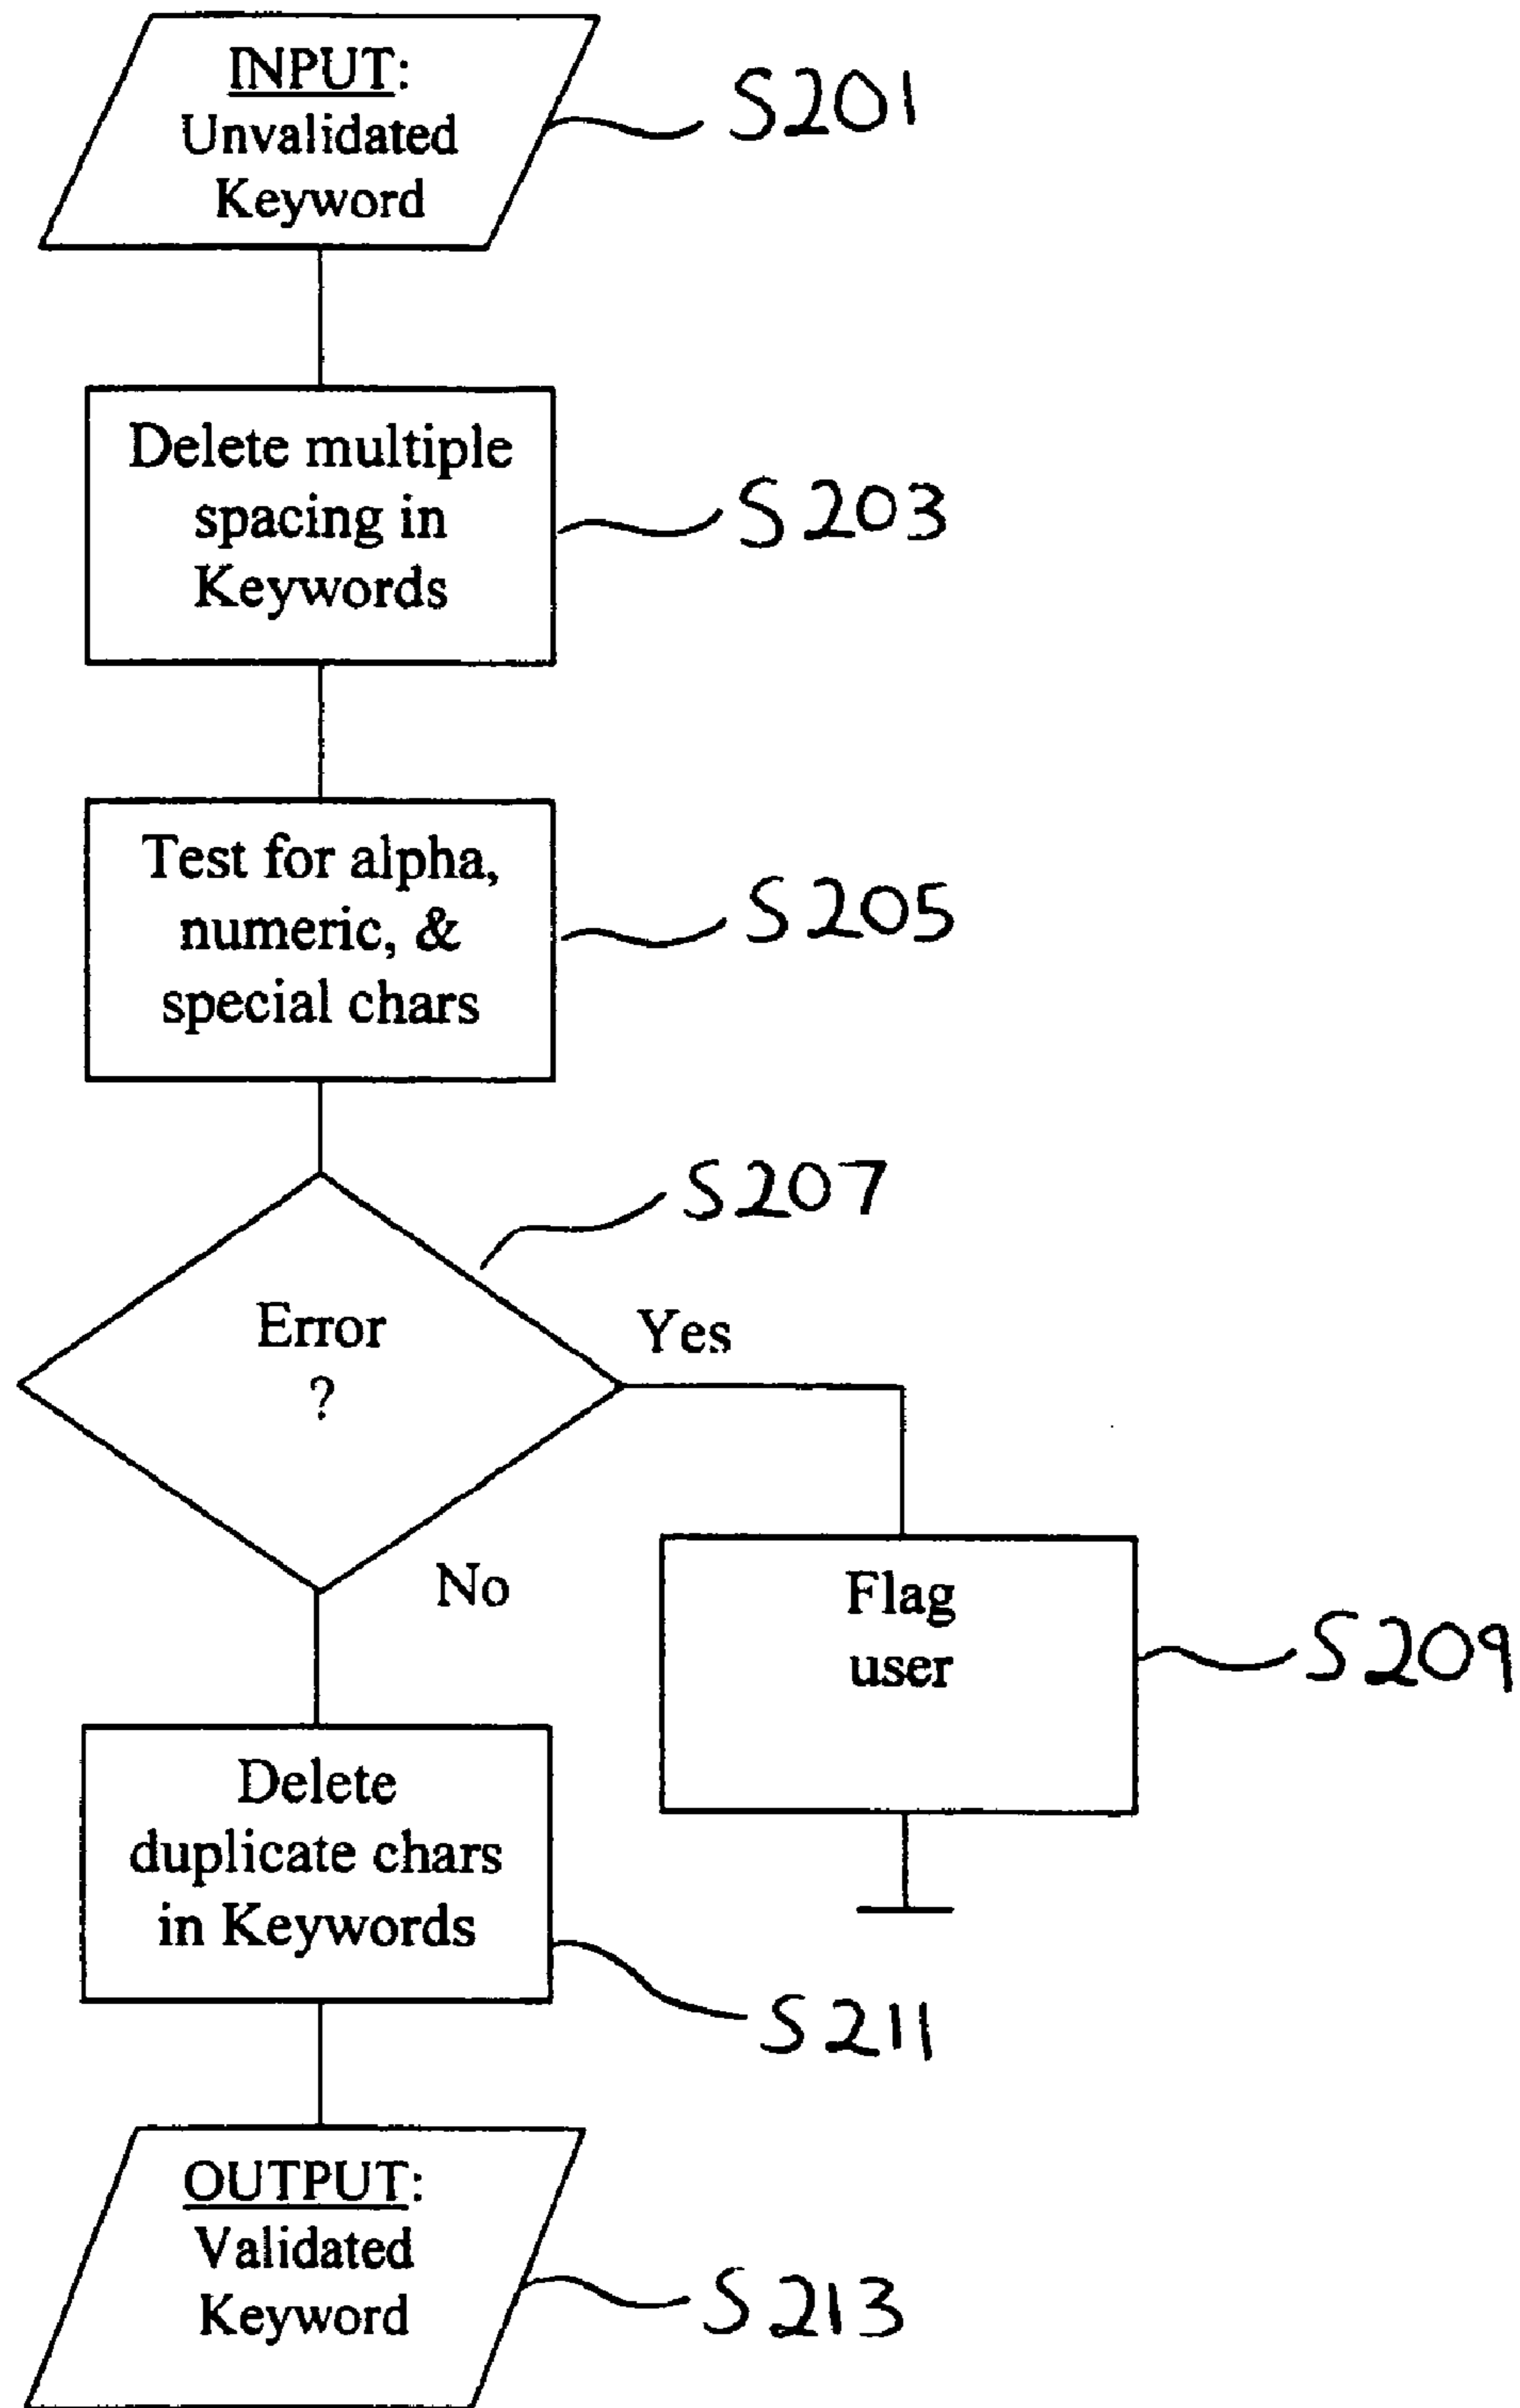 INPUT:
Unvalidated
Keyword
S201
Delete multiple
spacing in
Keywords
S203
Test for alpha,
numeric, &
special chars
S205
S207
Error
?
Yes
No
Flag
user
S209
Delete
duplicate chars
in Keywords
S211
OUTPUT:
Validated
Keyword
S213